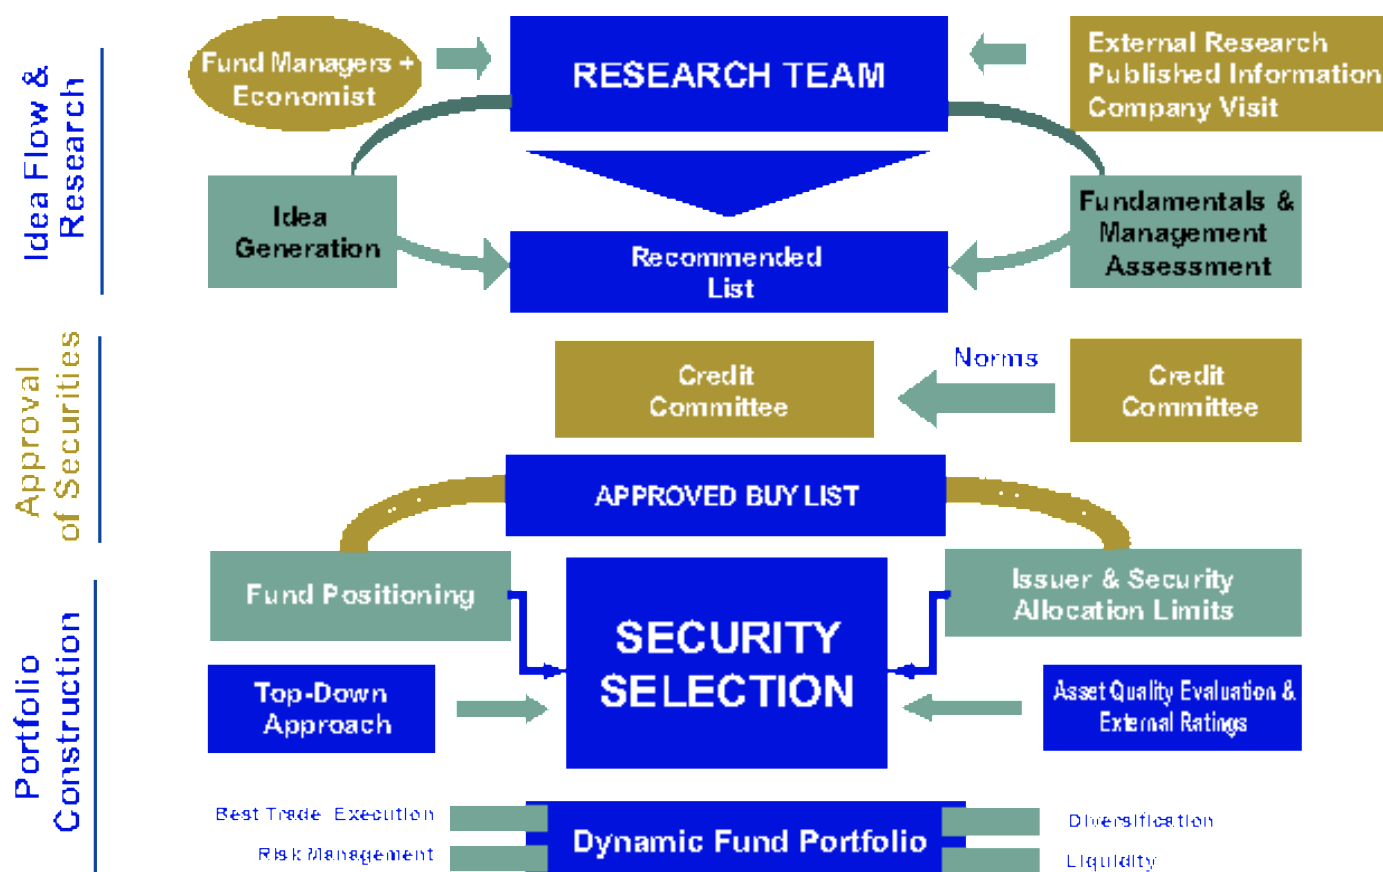 Idea Flow &
Research
Fund Managers +
Economist
RESEARCH TEAM
External Research
Published Information
Company Visit
Idea
Generation
Recommended
List
Fundamentals &
Management
Assessment
Approval
of Securities
Credit
Committee
Norms
Credit
Committee
APPROVED BUY LIST
Portfolio
Construction
Fund Positioning
SECURITY
SELECTION
Issuer & Security
Allocation Limits
Top-Down
Approach
Asset Quality Evaluation &
External Ratings
Best Trade Execution
Risk Management
Dynamic Fund Portfolio
Diversification
Liquidity